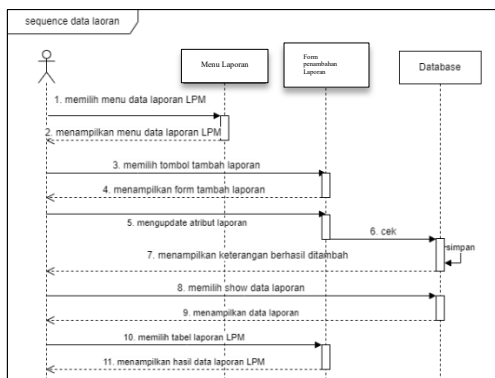 sequence data laoran
Menu Laporan
Form
penambahan
Laporan
Database
1. memilih menu data laporan LPM
2. menampilkan menu data laporan LPM
3. memilih tombol tambah laporan
4. menampilkan form tambah laporan
5. mengupdate atribut laporan
6. cek
simpan
7. menampilkan keterangan berhasil ditambah
8. memilih show data laporan
9. menampilkan data laporan
10. memilih tabel laporan LPM
11. menampilkan hasil data laporan LPM